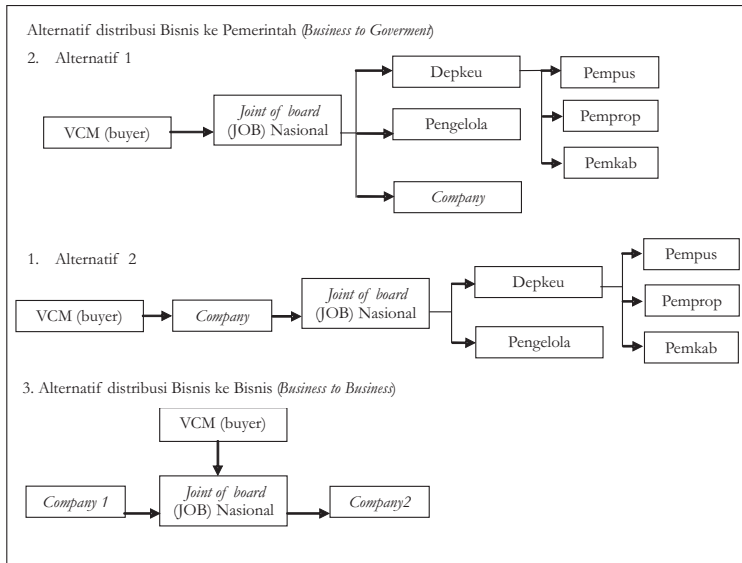 Alternatif distribusi Bisnis ke Pemerintah (Business to Goverment)
2. Alternatif 1
VCM (buyer)
Joint of board
(JOB) Nasional
Depkeu
Pengelola
Company
Pempus
Pemprop
Pemkab
1. Alternatif 2
VCM (buyer)
Company
Joint of board
(JOB) Nasional
Depkeu
Pengelola
Pempus
Pemprop
Pemkab
3. Alternatif distribusi Bisnis ke Bisnis (Business to Business)
VCM (buyer)
Company 1
Joint of board
(JOB) Nasional
Company2